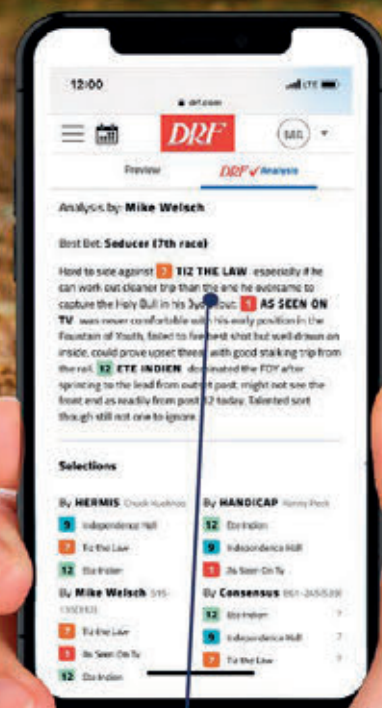 12:00
LTE
drf.com
DRF
MR
Preview
DRF Analysis
Analysis by: Mike Welsch
Best Bet: Seducer (7th race)
Hard to side against 7 TIZ THE LAW especially if he
can work out cleaner trip than the one he overcame to
capture the Holy Bull in his 3yo debut. 1 AS SEEN ON
TV was never comfortable with his early position in the
Fountain of Youth, failed to fire best shot but well drawn on
inside, could prove upset threat with good stalking trip from
the rail. 12 ETE INDIEN dominated the FOY after
sprinting to the lead from outset post, might not see the
front end as readily from post 12 today. Talented sort
though still not one to ignore.
Selections
By HERMIS
9 Independence Hall
7 Tiz the Law
12 Ete Indien
By Mike Welsch
7 Tiz the Law
1 As Seen On Tv
12 Ete Indien
By HANDICAP
12 Ete Indien
9 Independence Hall
1 As Seen On Tv
By Consensus
12 Ete Indien 7
9 Independence Hall 7
7 Tiz the Law 7